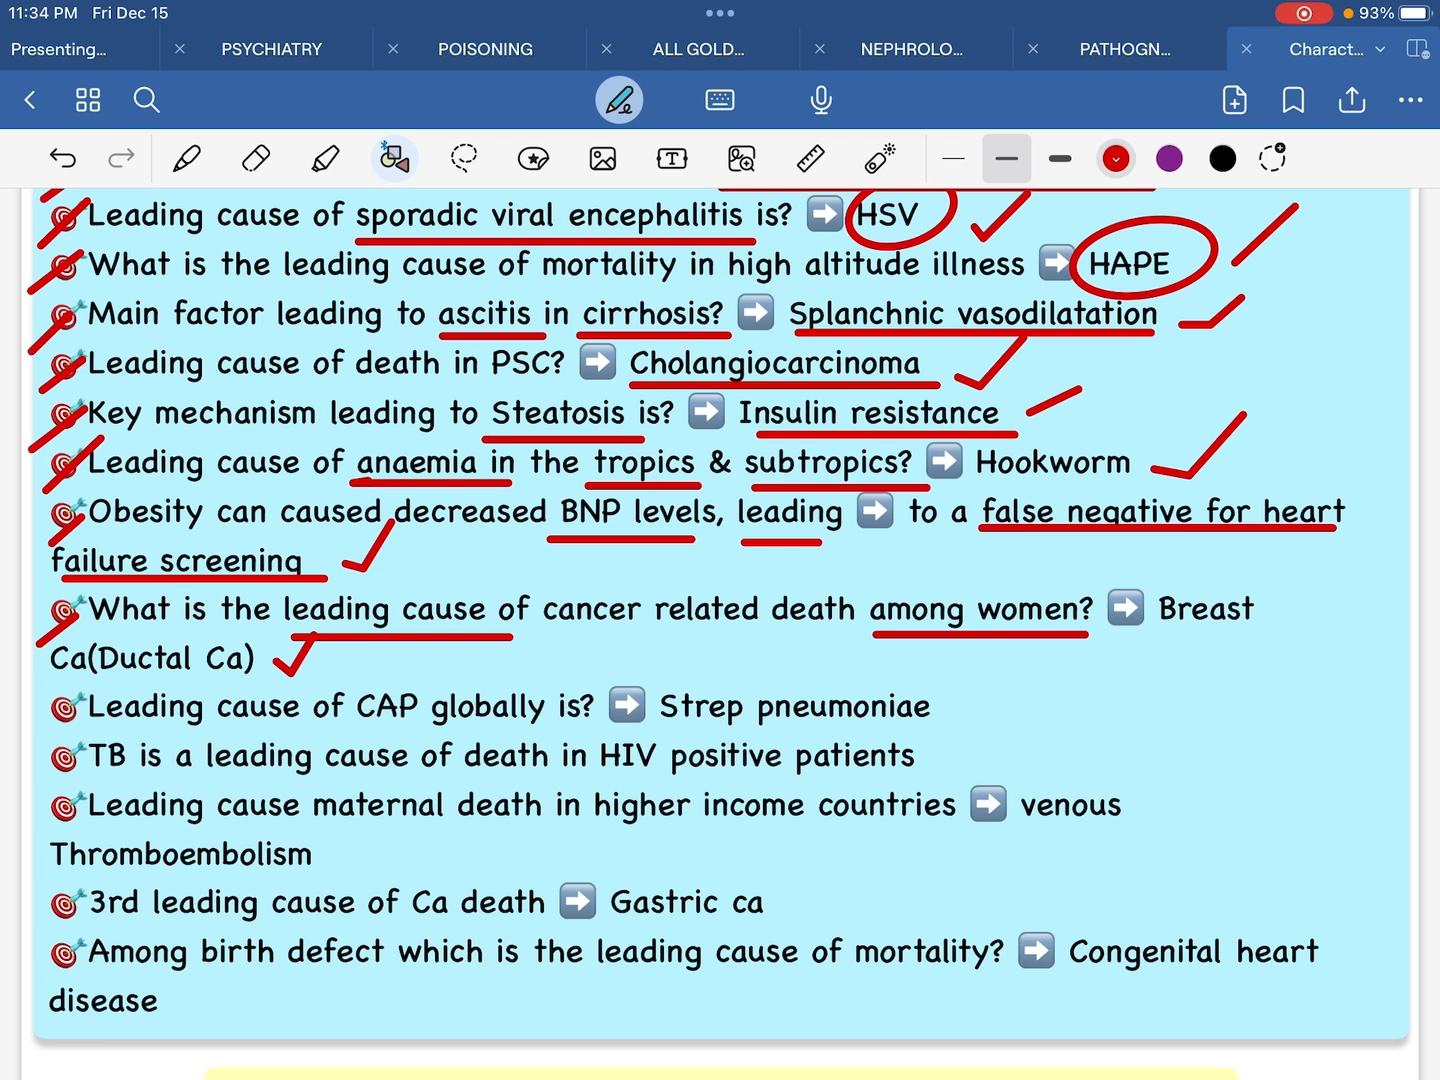 11:34 PM Fri Dec 15
93%
Presenting...
PSYCHIATRY
POISONING
ALL GOLD...
NEPHROLO...
PATHOGN...
Charact...
Leading cause of sporadic viral encephalitis is? ➡ HSV
What is the leading cause of mortality in high altitude illness ➡ HAPE
Main factor leading to ascitis in cirrhosis? ➡ Splanchnic vasodilatation
Leading cause of death in PSC? ➡ Cholangiocarcinoma
Key mechanism leading to Steatosis is? ➡ Insulin resistance
Leading cause of anaemia in the tropics & subtropics? ➡ Hookworm
Obesity can caused decreased BNP levels, leading ➡ to a false negative for heart
failure screening
What is the leading cause of cancer related death among women? ➡ Breast
Ca(Ductal Ca)
Leading cause of CAP globally is? ➡ Strep pneumoniae
TB is a leading cause of death in HIV positive patients
Leading cause maternal death in higher income countries ➡ venous
Thromboembolism
3rd leading cause of Ca death ➡ Gastric ca
Among birth defect which is the leading cause of mortality? ➡ Congenital heart
disease